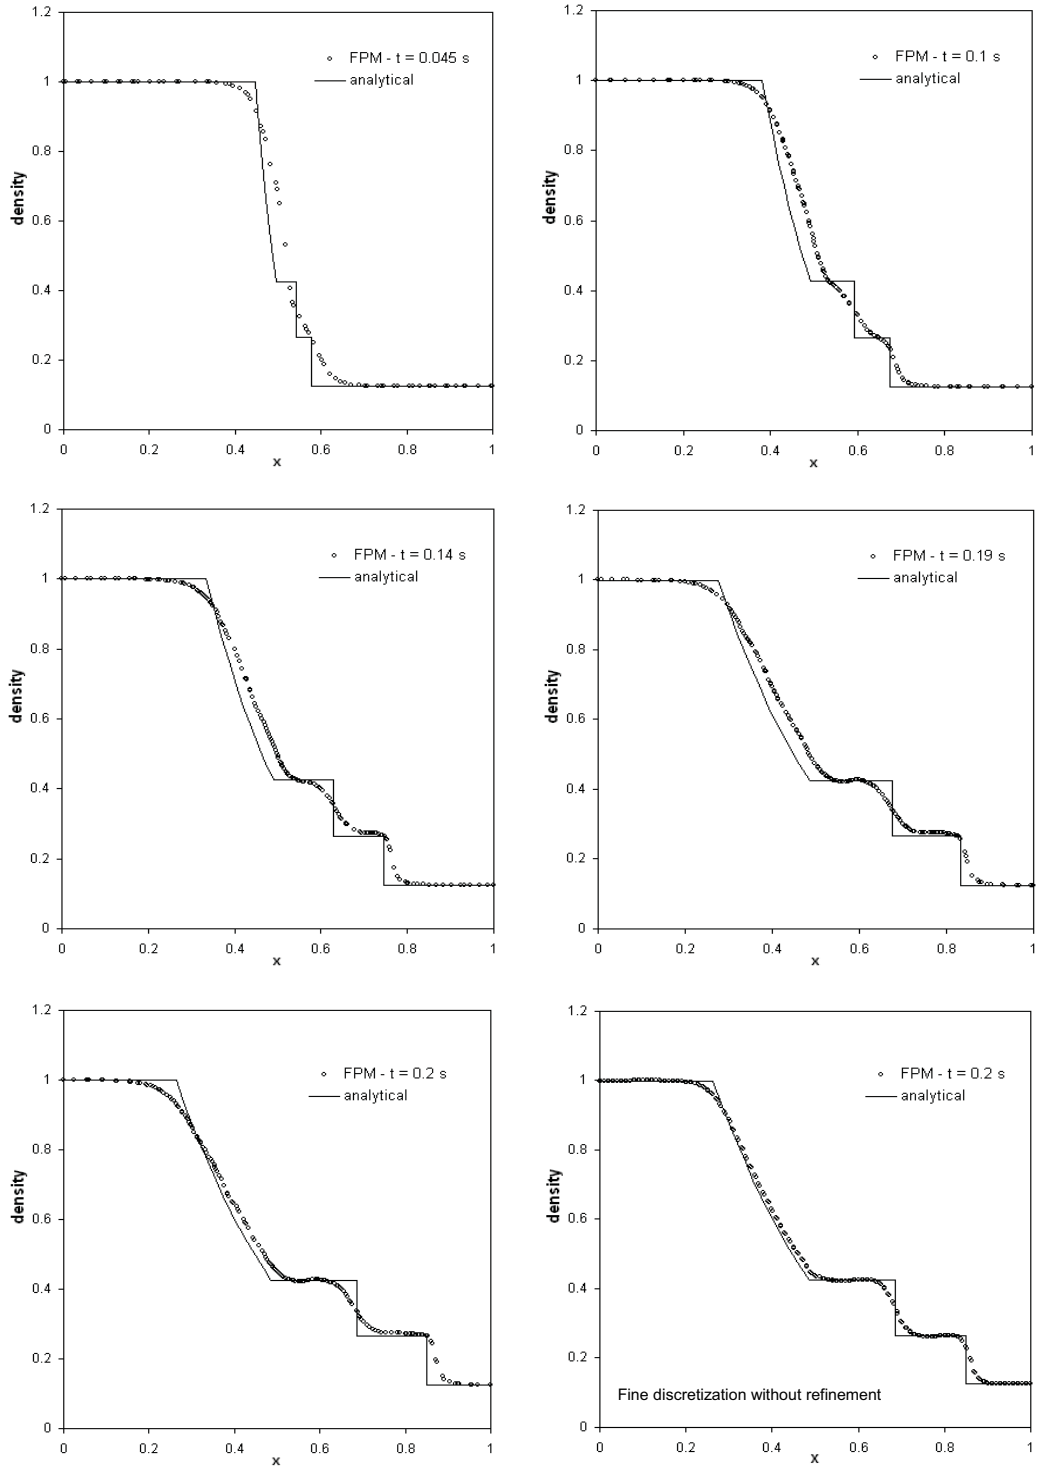 1.2
FPM - t = 0.045 s
analytical
1
0.8
0.6
0.4
0.2
0
density
0 0.2 0.4 0.6 0.8 1
x
1.2
FPM - t = 0.1 s
analytical
1
0.8
0.6
0.4
0.2
0
density
0 0.2 0.4 0.6 0.8 1
x
1.2
FPM - t = 0.14 s
analytical
1
0.8
0.6
0.4
0.2
0
density
0 0.2 0.4 0.6 0.8 1
x
1.2
FPM - t = 0.19 s
analytical
1
0.8
0.6
0.4
0.2
0
density
0 0.2 0.4 0.6 0.8 1
x
1.2
FPM - t = 0.2 s
analytical
1
0.8
0.6
0.4
0.2
0
density
0 0.2 0.4 0.6 0.8 1
x
1.2
FPM - t = 0.2 s
analytical
1
0.8
0.6
0.4
0.2
0
density
Fine discretization without refinement
0 0.2 0.4 0.6 0.8 1
x